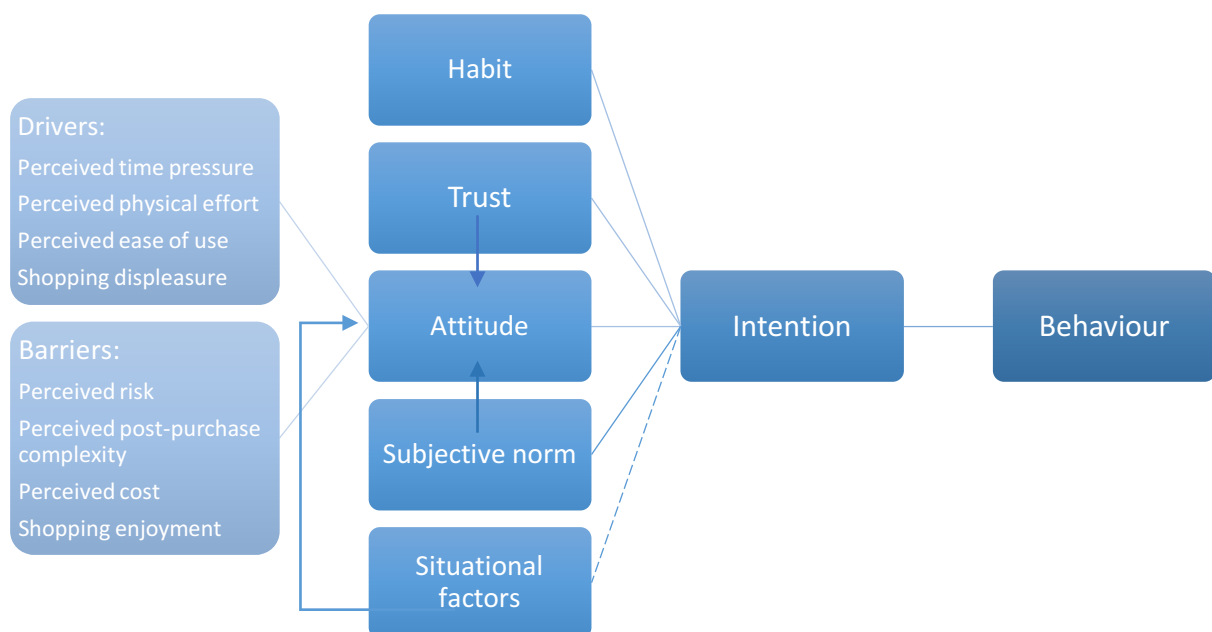 Drivers:
Perceived time pressure
Perceived physical effort
Perceived ease of use
Shopping displeasure
Barriers:
Perceived risk
Perceived post-purchase
complexity
Perceived cost
Shopping enjoyment
Habit
Trust
Attitude
Subjective norm
Situational
factors
Intention
Behaviour